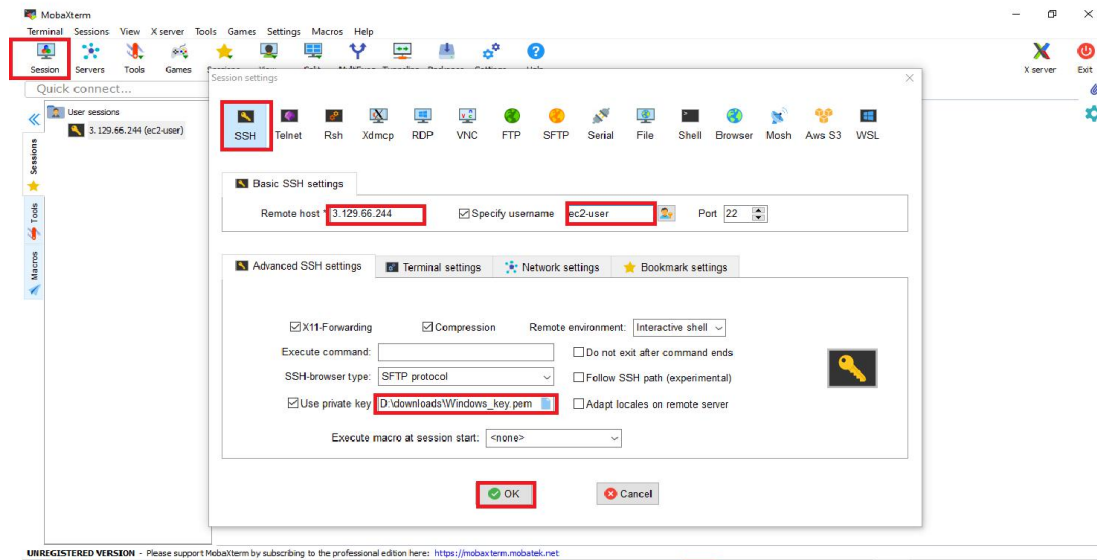 MobaXterm
Terminal Sessions View X server Tools Games Settings Macros Help
Session Servers Tools Games X server Exit
Session settings
Quick connect...
User sessions
3.129.66.244 (ec2-user)
Sessions
Tools
Macros
SSH Telnet Rsh Xdmcp RDP VNC FTP SFTP Serial File Shell Browser Mosh Aws S3 WSL
Basic SSH settings
Remote host * 3.129.66.244 Specify username ec2-user Port 22
Advanced SSH settings Terminal settings Network settings Bookmark settings
X11-Forwarding Compression Remote environment: Interactive shell
Execute command: Do not exit after command ends
SSH-browser type: SFTP protocol Follow SSH path (experimental)
Use private key D:\downloads\Windows_key.pem Adapt locales on remote server
Execute macro at session start: <none>
OK Cancel
UNREGISTERED VERSION - Please support MobaXterm by subscribing to the professional edition here: https://mobaxterm.mobatek.net